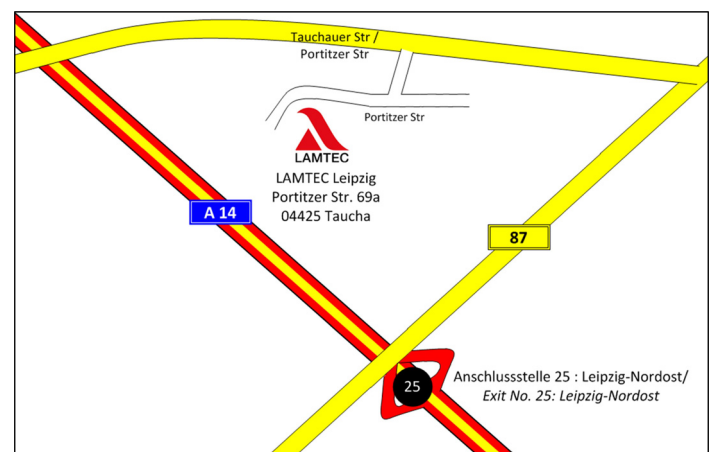 Tauchauer Str /
Portitzer Str
Portitzer Str
LAMTEC
LAMTEC Leipzig
Portitzer Str. 69a
04425 Taucha
A 14
87
25
Anschlussstelle 25 : Leipzig-Nordost/
Exit No. 25: Leipzig-Nordost